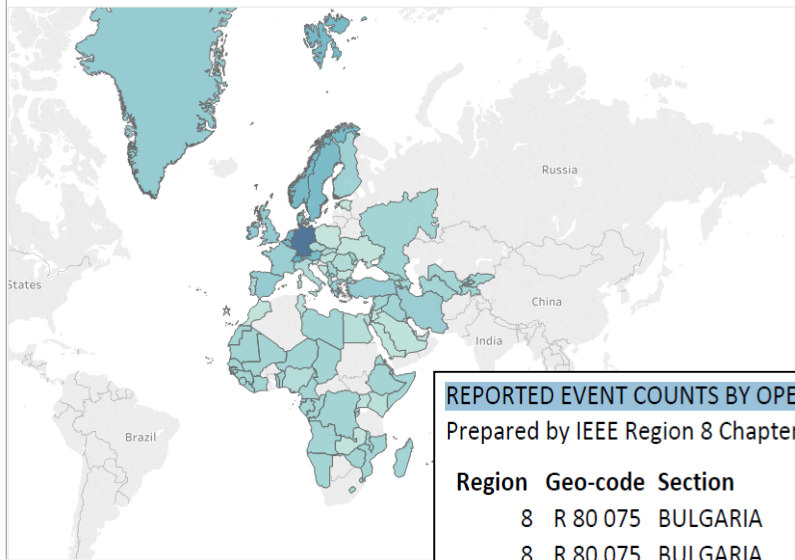 Russia
States
China
India
Brazil
REPORTED EVENT COUNTS BY OPE
Prepared by IEEE Region 8 Chapter
Region Geo-code Section
8 R 80 075 BULGARIA
8 R 80 075 BULGARIA